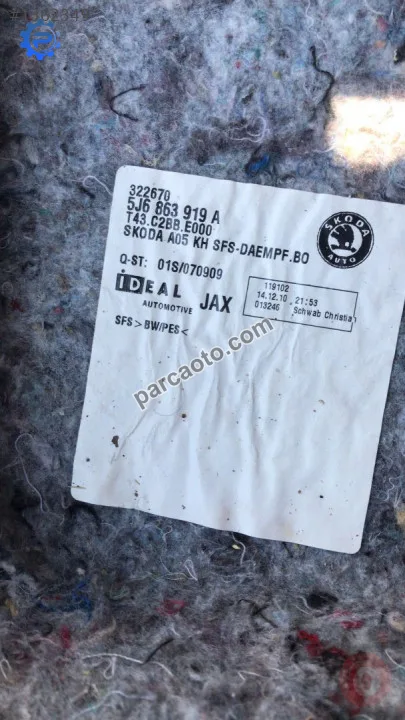 322670
5J6 863 919 A
T43.C2BB.E000
SKODA A05 KH SFS-DAEMPF.BO
SKODA
AUTO
Q-ST: 01S/070909
iDEAL
AUTOMOTIVE
JAX
119102
14.12.10 21:53
013246 Schwab Christia
SFS>BW/PES<
parcaoto.com